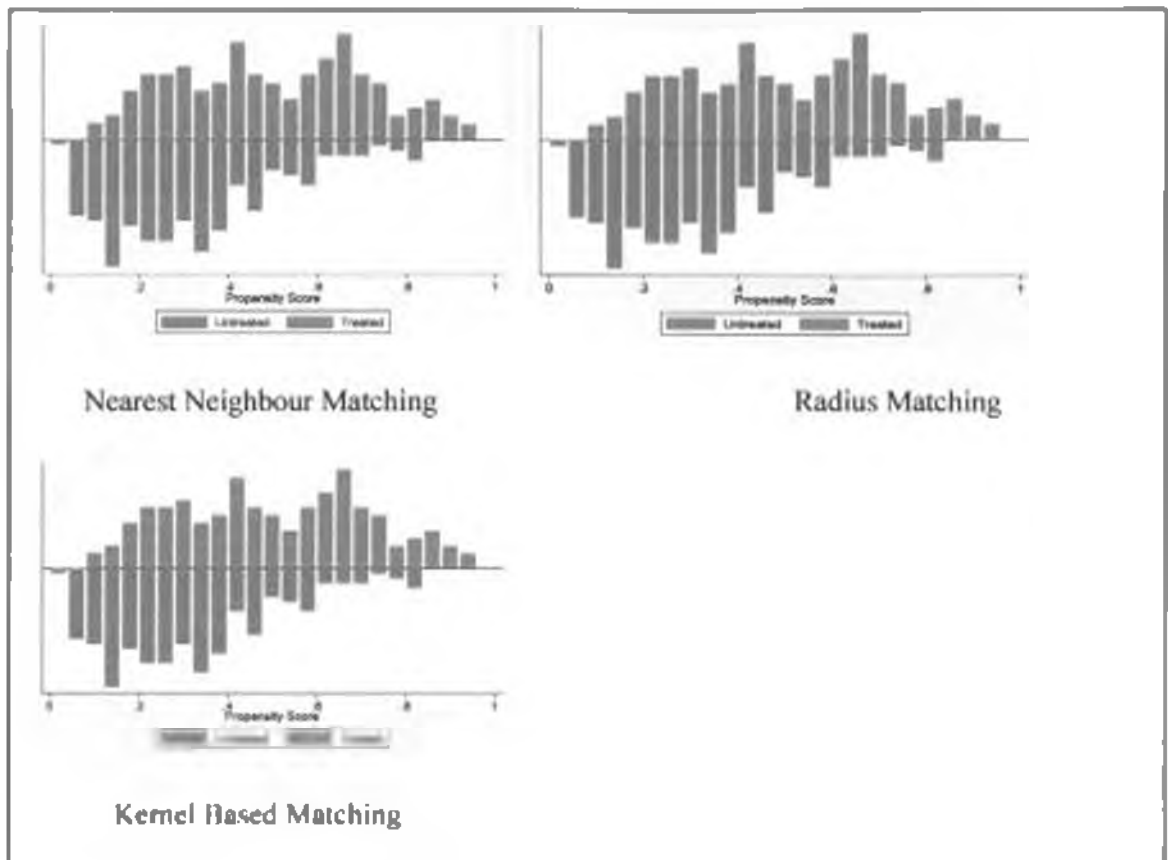 0 .2 .4 .6 .8 1
Propensity Score
Untreated Treated
Nearest Neighbour Matching
0 .2 .4 .6 .8 1
Propensity Score
Untreated Treated
Radius Matching
0 .2 .4 .6 .8 1
Propensity Score
Kernel Based Matching